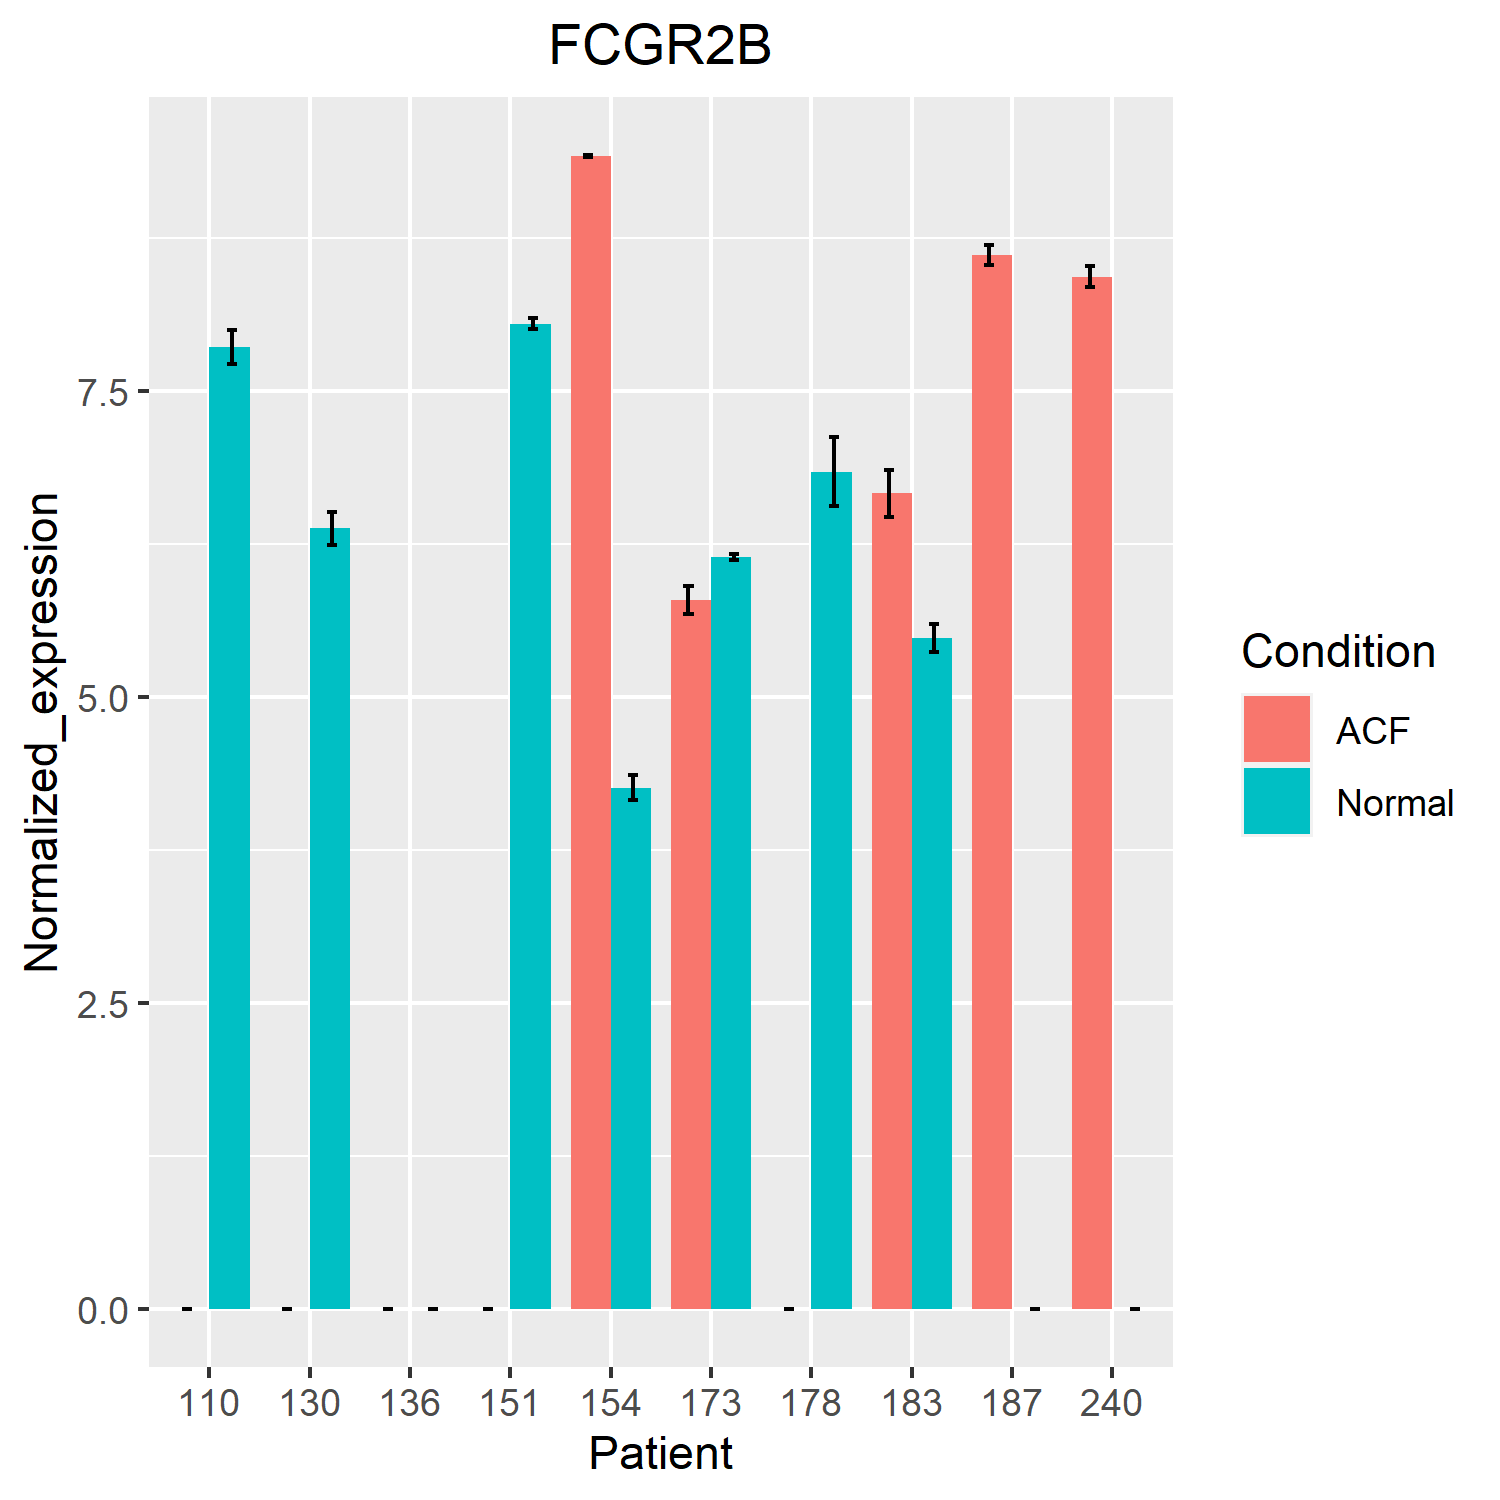 FCGR2B
Normalized_expression
7.5
5.0
2.5
0.0
110 130 136 151 154 173 178 183 187 240
Patient
Condition
ACF
Normal